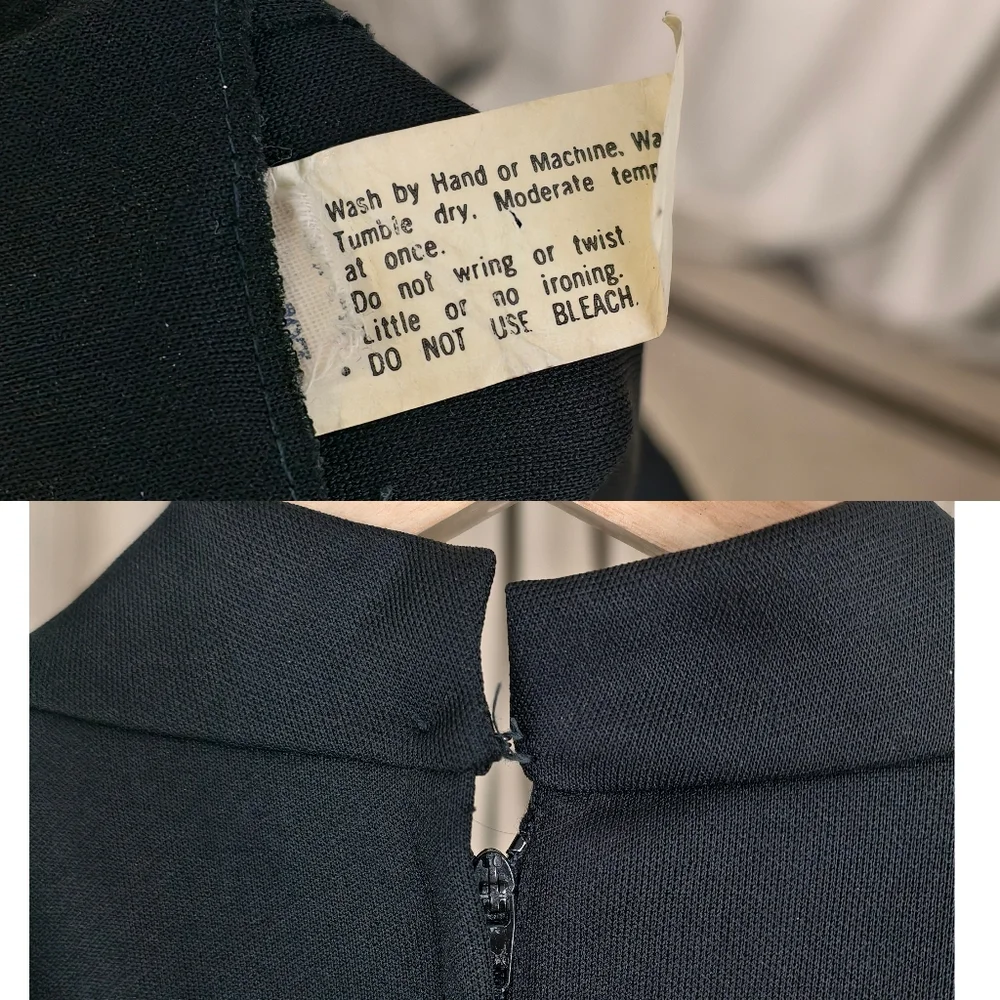 Wash by Hand or Machine. Wa
Tumble dry. Moderate temp
at once.
Do not wring or twist
Little or no ironing.
• DO NOT USE BLEACH.